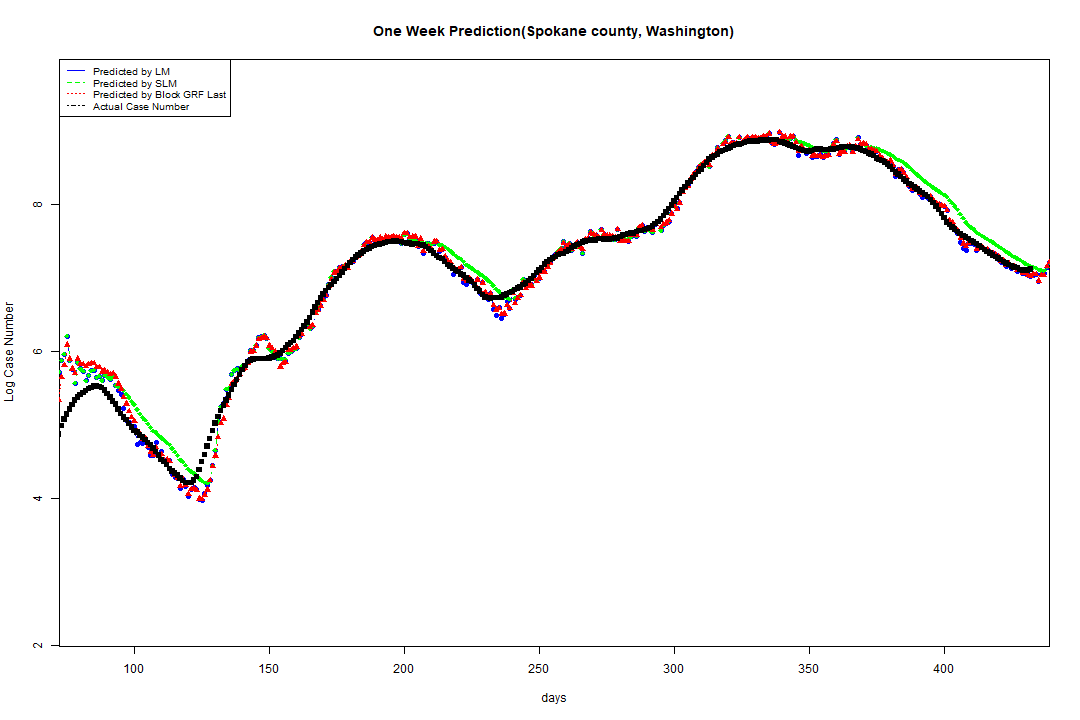 One Week Prediction(Spokane county, Washington)
Predicted by LM
Predicted by SLM
Predicted by Block GRF Last
Actual Case Number
8
6
4
2
Log Case Number
100 150 200 250 300 350 400
days